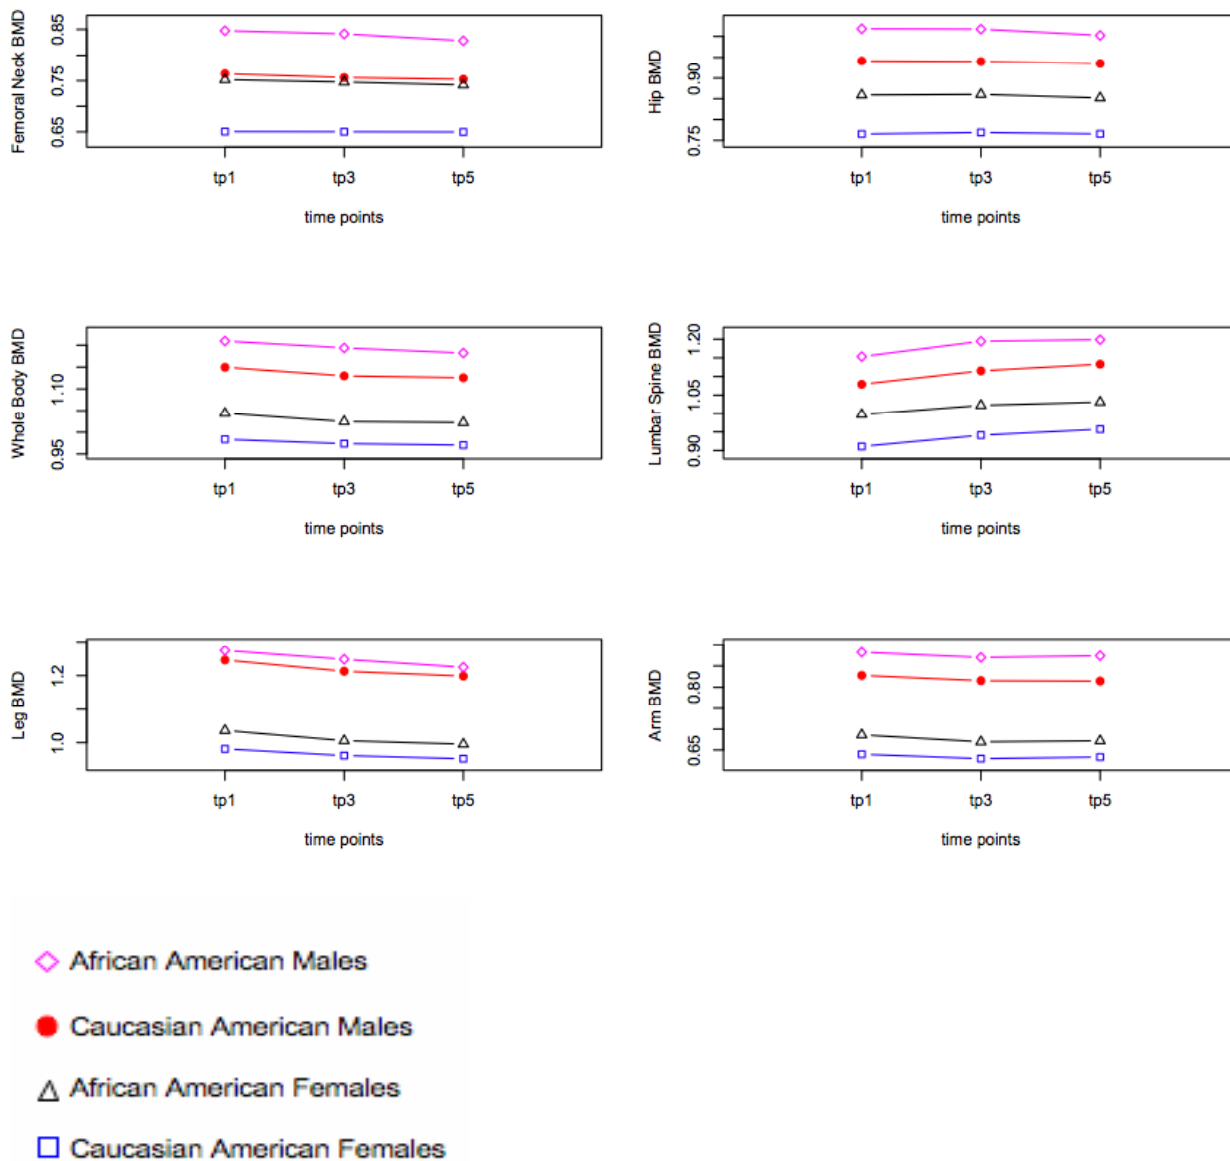 Femoral Neck BMD
0.85
0.75
0.65
tp1 tp3 tp5
time points
Hip BMD
0.90
0.75
tp1 tp3 tp5
time points
Whole Body BMD
1.10
0.95
tp1 tp3 tp5
time points
Lumbar Spine BMD
1.20
1.05
0.90
tp1 tp3 tp5
time points
Leg BMD
1.2
1.0
tp1 tp3 tp5
time points
Arm BMD
0.80
0.65
tp1 tp3 tp5
time points
African American Males
Caucasian American Males
African American Females
Caucasian American Females